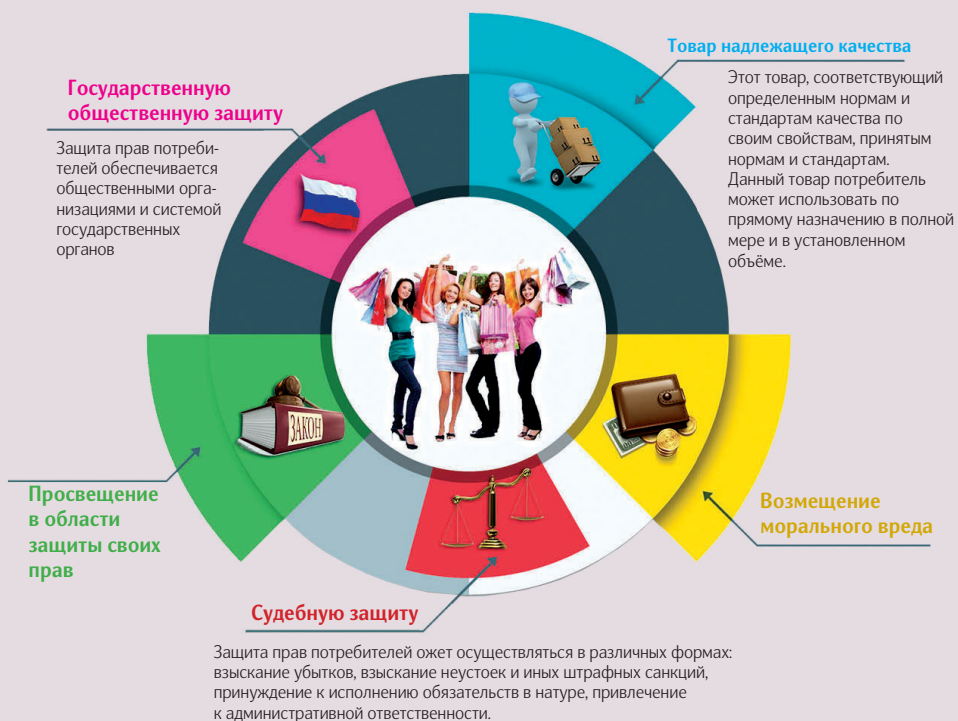 Товар надлежащего качества
Этот товар, соответствующий
определенным нормам и
стандартам качества по
своим свойствам, принятым
нормам и стандартам.
Данный товар потребитель
может использовать по
прямому назначению в полной
мере и в установленном
объёме.
Государственную
общественную защиту
Защита прав потреби-
телей обеспечивается
общественными орга-
низациями и системой
государственных
органов
ЗАКОН
Просвещение
в области
защиты своих
прав
Возмещение
морального вреда
Судебную защиту
Защита прав потребителей ожет осуществляться в различных формах:
взыскание убытков, взыскание неустоек и иных штрафных санкций,
принуждение к исполнению обязательств в натуре, привлечение
к административной ответственности.